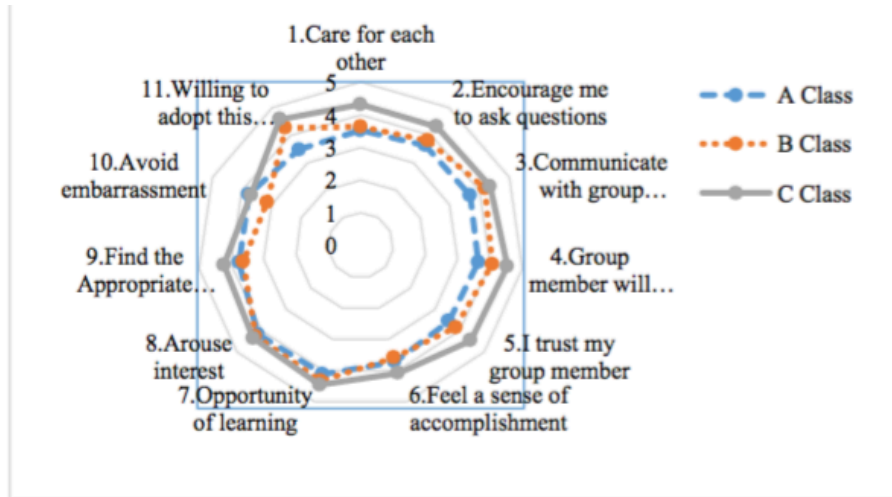 1.Care for each
other
2.Encourage me
to ask questions
3.Communicate
with group...
4.Group
member will...
5.I trust my
group member
6.Feel a sense of
accomplishment
7.Opportunity
of learning
8.Arouse
interest
9.Find the
Appropriate...
10.Avoid
embarrassment
11.Willing to
adopt this...
5
4
3
2
1
0
A Class
B Class
C Class